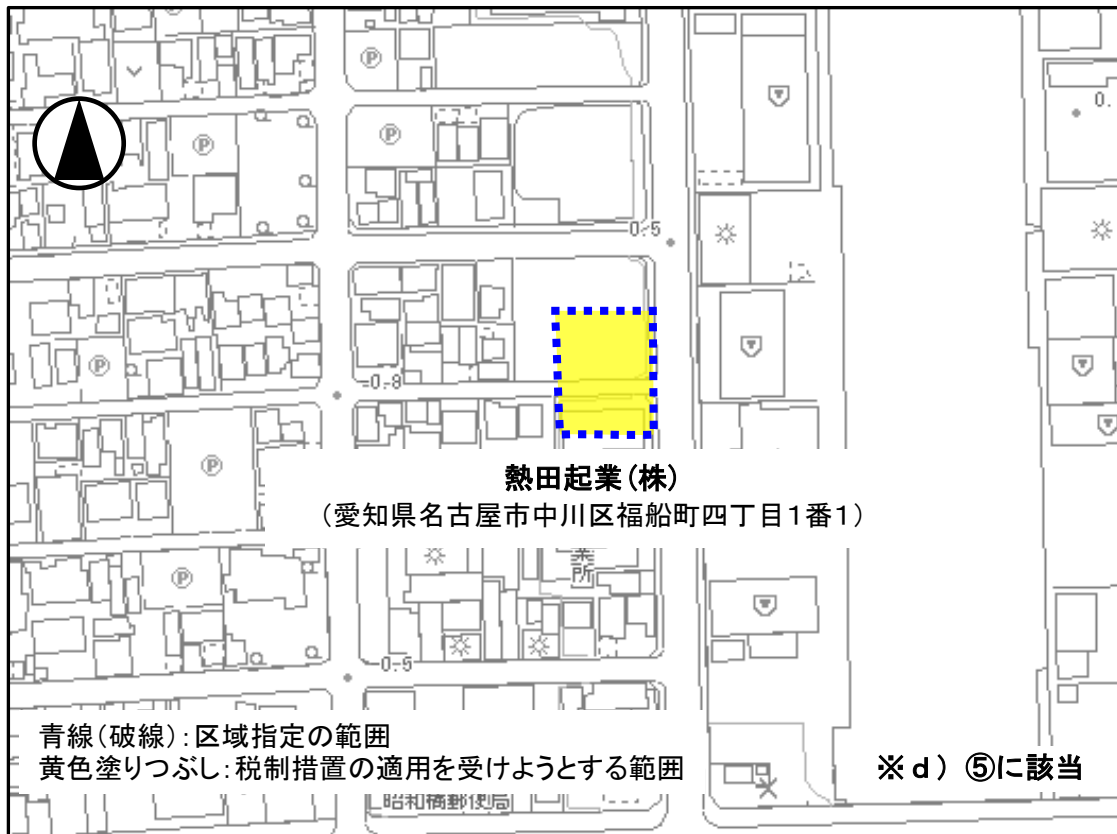 Ⓟ
Ⓟ
Ⓟ
0.
0.5
Ⓟ
-0.8
Ⓟ
熱田起業(株)
(愛知県名古屋市中川区福船町四丁目1番1)
業所
Ⓟ
-0.5
青線(破線):区域指定の範囲
黄色塗りつぶし:税制措置の適用を受けようとする範囲
※d)⑤に該当
昭和橋郵便局